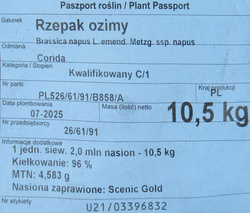 Paszport roślin / Plant Passport
Gatunek
Rzepak ozimy
Brassica napus L. emend. Metzg. ssp. napus
Odmiana
Corida
Kategoria / Stopień
Kwalifikowany C/1
Nr partii
Kraj produkcji
PL526/61/91/B858/A
PL
Data plombowania
Masa (ilość) netto
07-2025
10,5 kg
Nr przedsiębiorcy
26/61/91
Informacje dodatkowe
1 jedn. siew. 2,0 mln nasion - 10,5 kg
Kiełkowanie: 96 %
MTN: 4,583 g
Nasiona zaprawione: Scenic Gold
Nr etykiety
U21/03396832